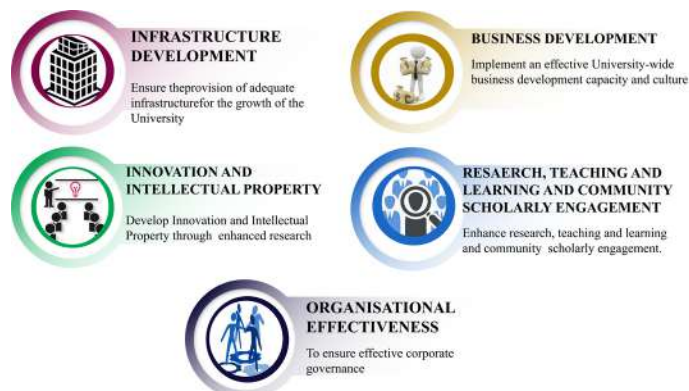 INFRASTRUCTURE
DEVELOPMENT
Ensure theprovision of adequate
infrastructurefor the growth of the
University
BUSINESS DEVELOPMENT
Implement an effective University-wide
business development capacity and culture
INNOVATION AND
INTELLECTUAL PROPERTY
Develop Innovation and Intellectual
Property through enhanced research
RESAERCH, TEACHING AND
LEARNING AND COMMUNITY
SCHOLARLY ENGAGEMENT
Enhance research, teaching and learning
and community scholarly engagement.
ORGANISATIONAL
EFFECTIVENESS
To ensure effective corporate
governance